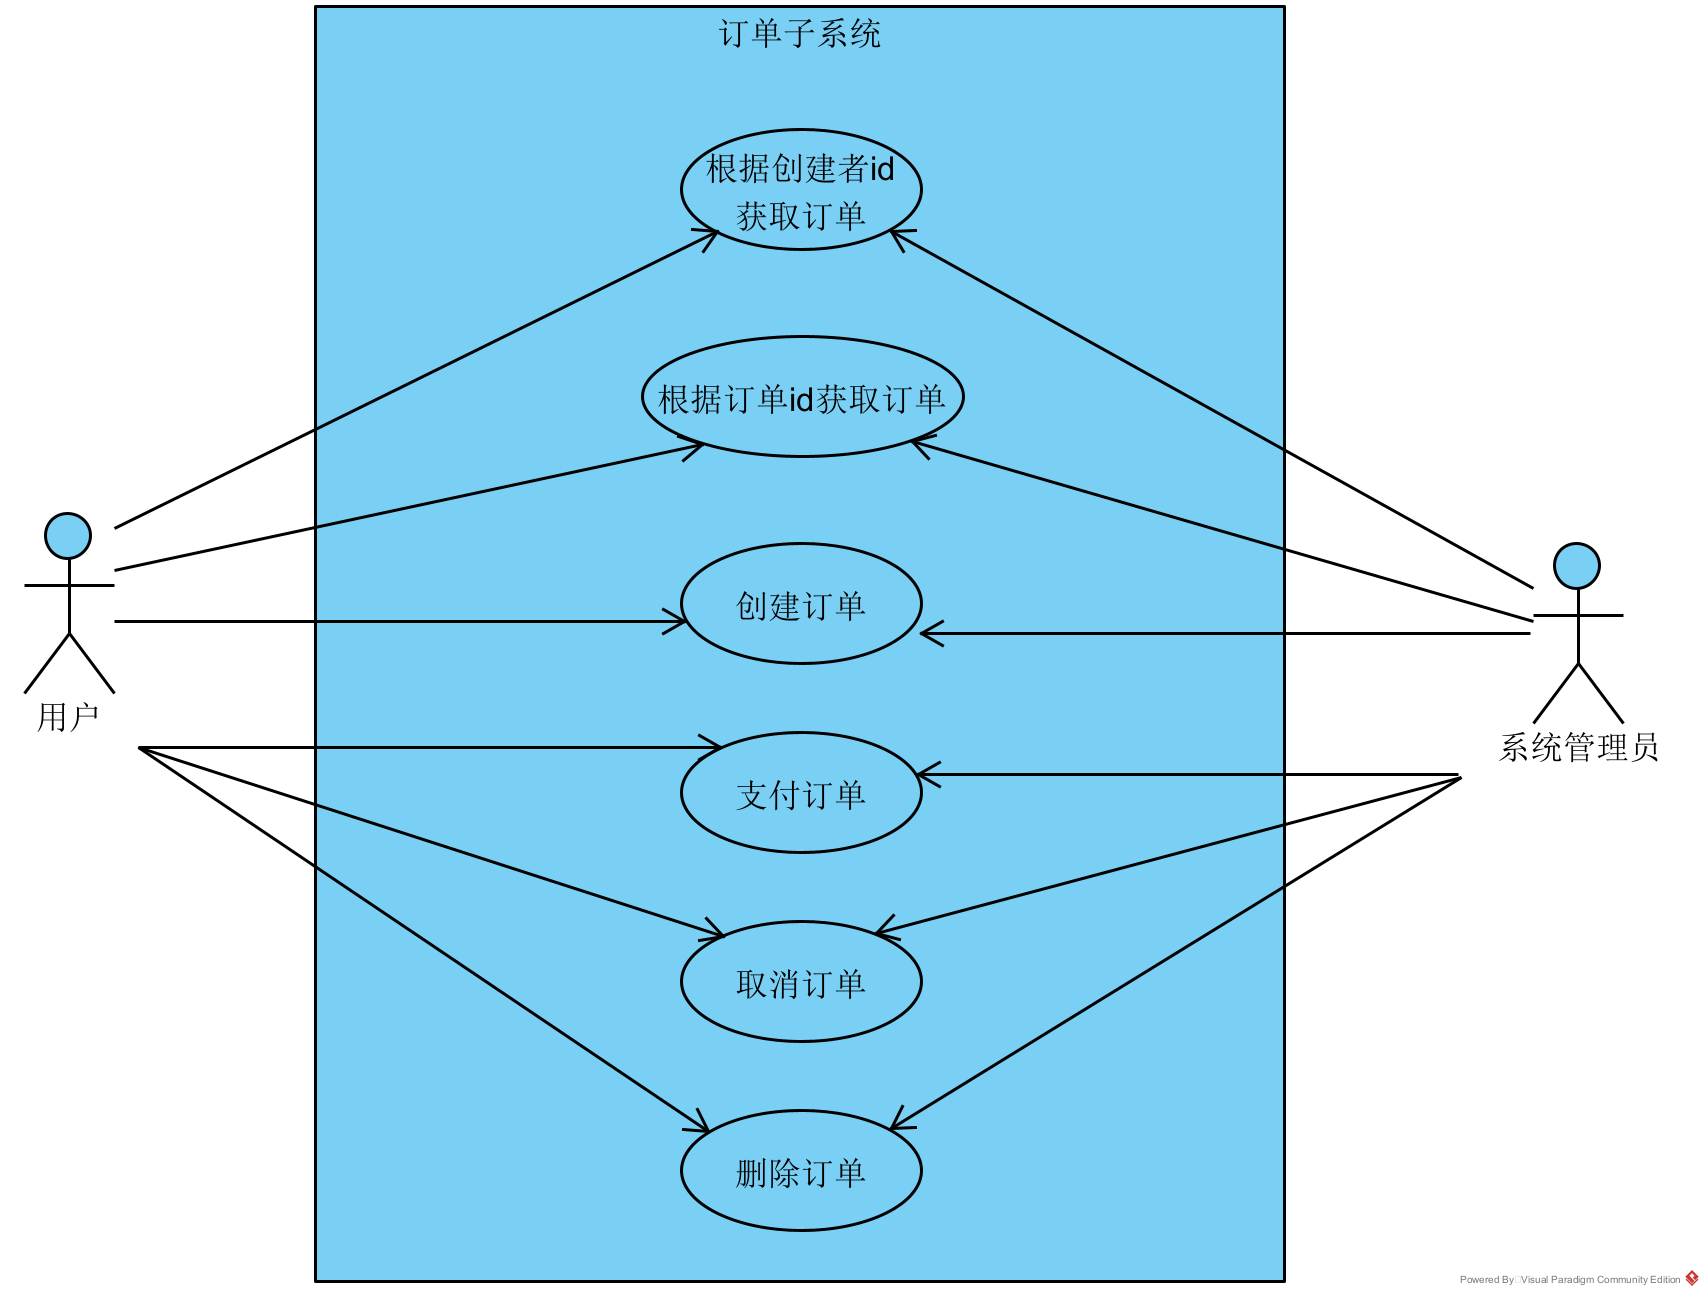 订单子系统
根据创建者id
获取订单
根据订单id获取订单
创建订单
用户
系统管理员
支付订单
取消订单
删除订单
Powered By Visual Paradigm Community Edition